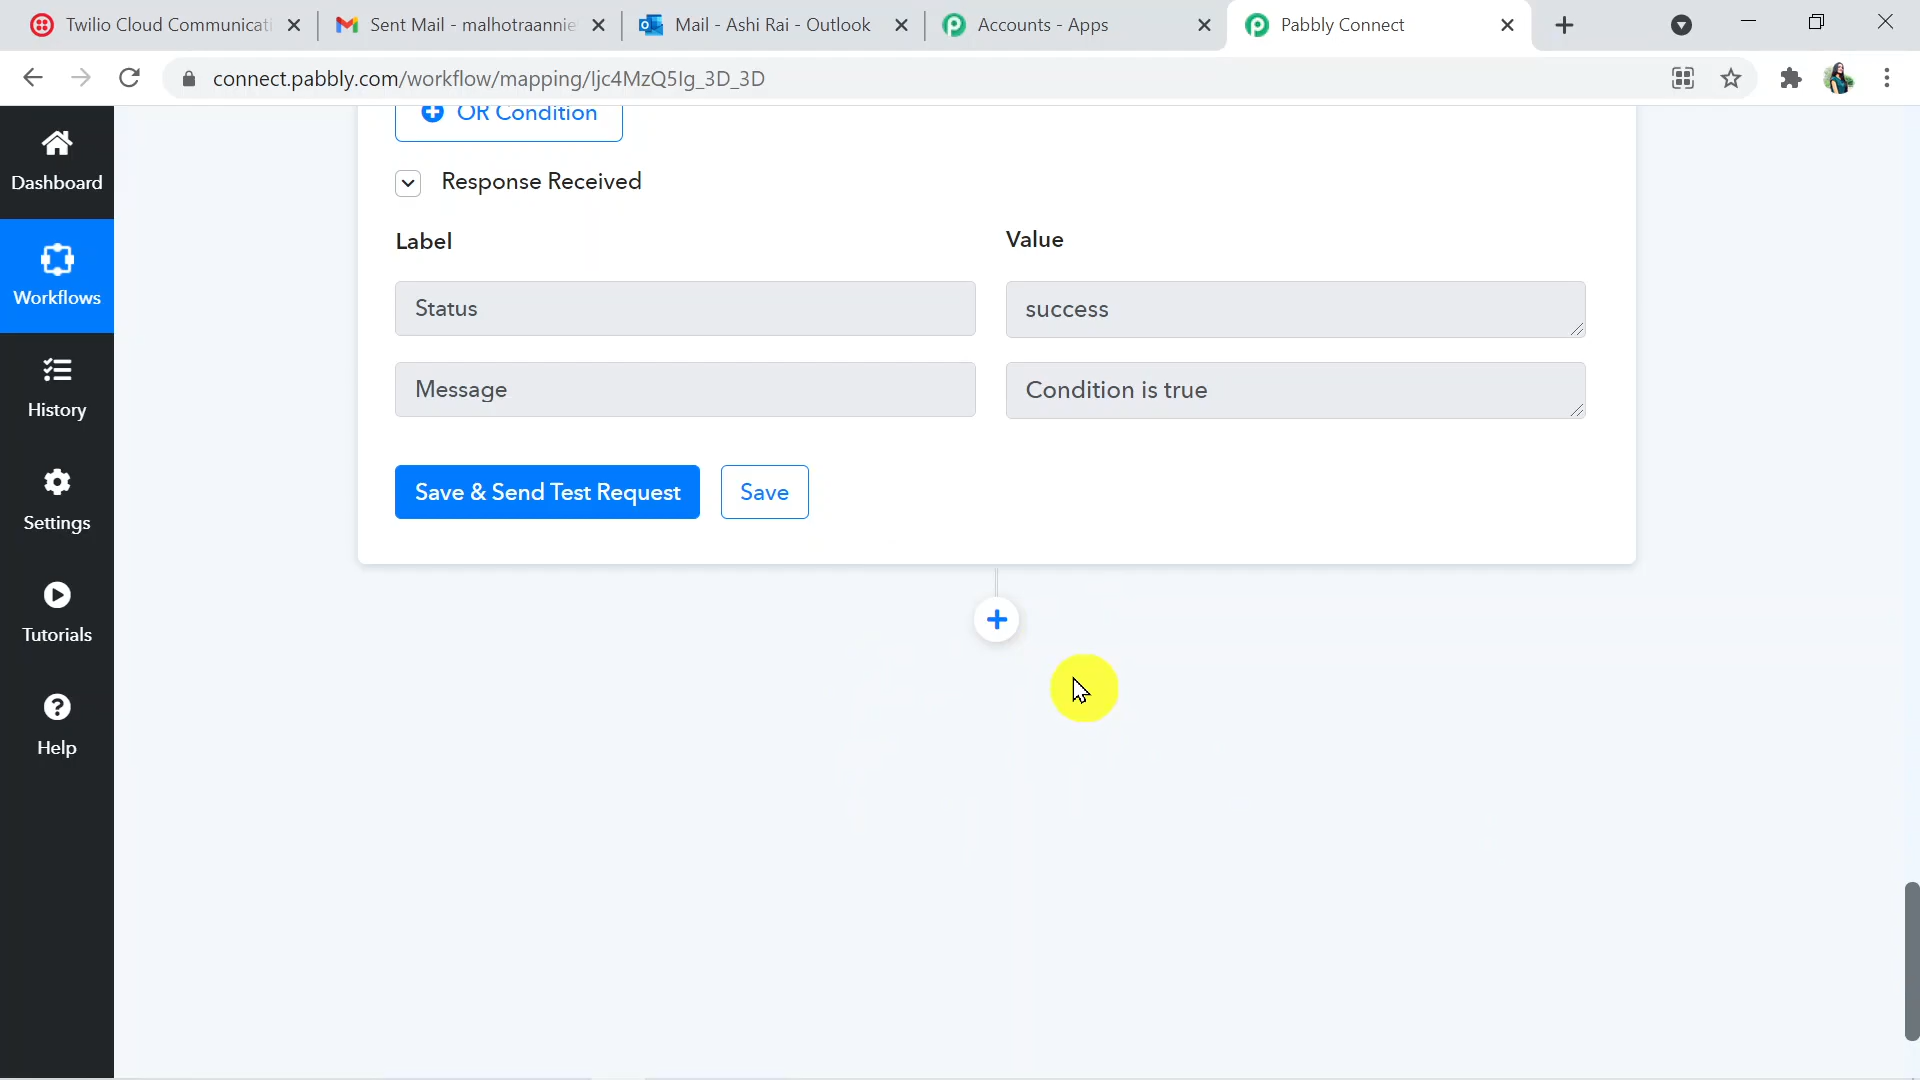 Twilio Cloud Communicati
Sent Mail - malhotraannie
Mail - Ashi Rai - Outlook
Accounts - Apps
Pabbly Connect
connect.pabbly.com/workflow/mapping/Ijc4MzQ5Ig_3D_3D
OR Condition
Dashboard
Response Received
Label
Value
Workflows
Status
success
Message
Condition is true
History
Save & Send Test Request
Save
Settings
Tutorials
Help